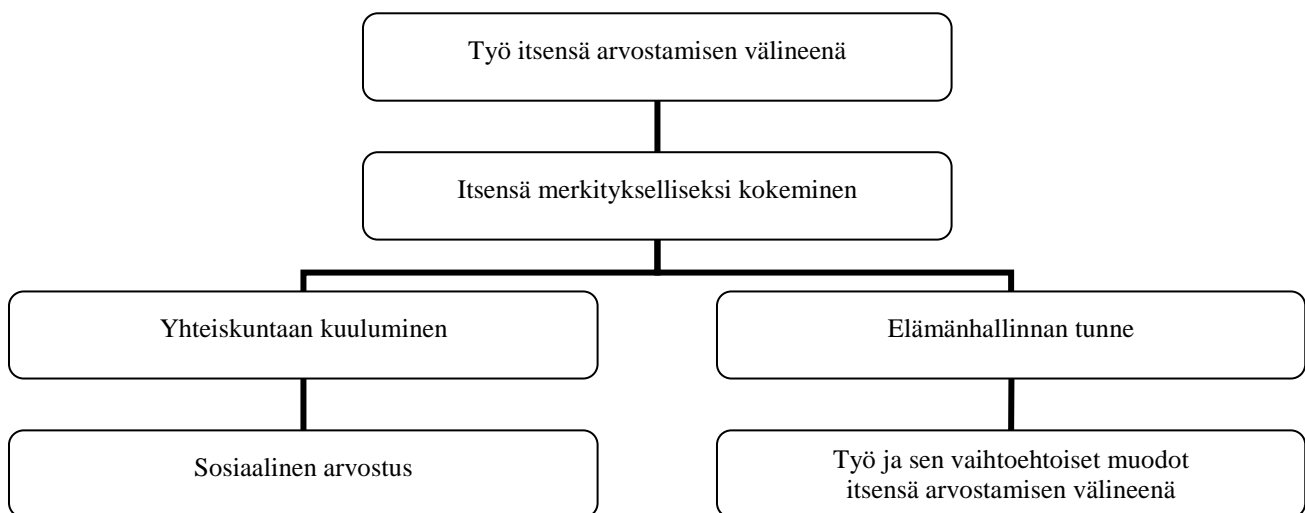 Työ itsensä arvostamisen välineenä
Itsensä merkitykselliseksi kokeminen
Yhteiskuntaan kuuluminen
Elämänhallinnan tunne
Sosiaalinen arvostus
Työ ja sen vaihtoehtoiset muodot
itsensä arvostamisen välineenä